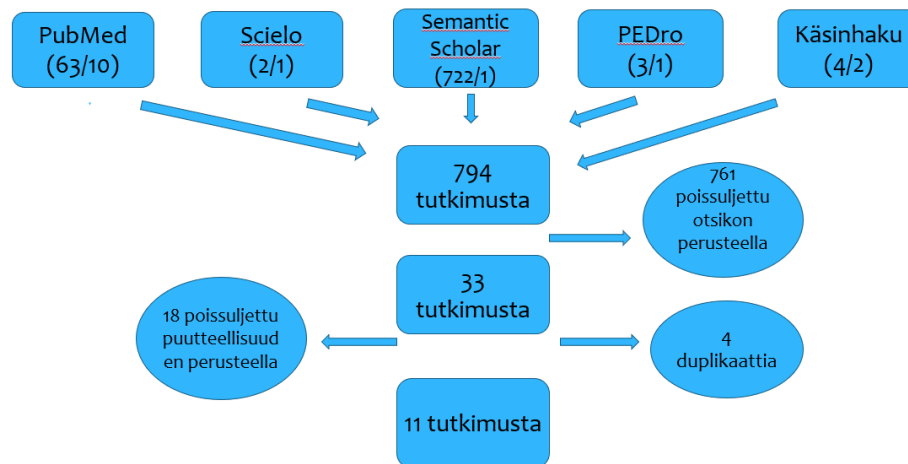 PubMed
(63/10)
Scielo
(2/1)
Semantic
Scholar
(722/1)
PEDro
(3/1)
Käsinhaku
(4/2)
794
tutkimusta
761
poissuljettu
otsikon
perusteella
33
tutkimusta
18 poissuljettu
puutteellisuud
en perusteella
4
duplikaattia
11 tutkimusta